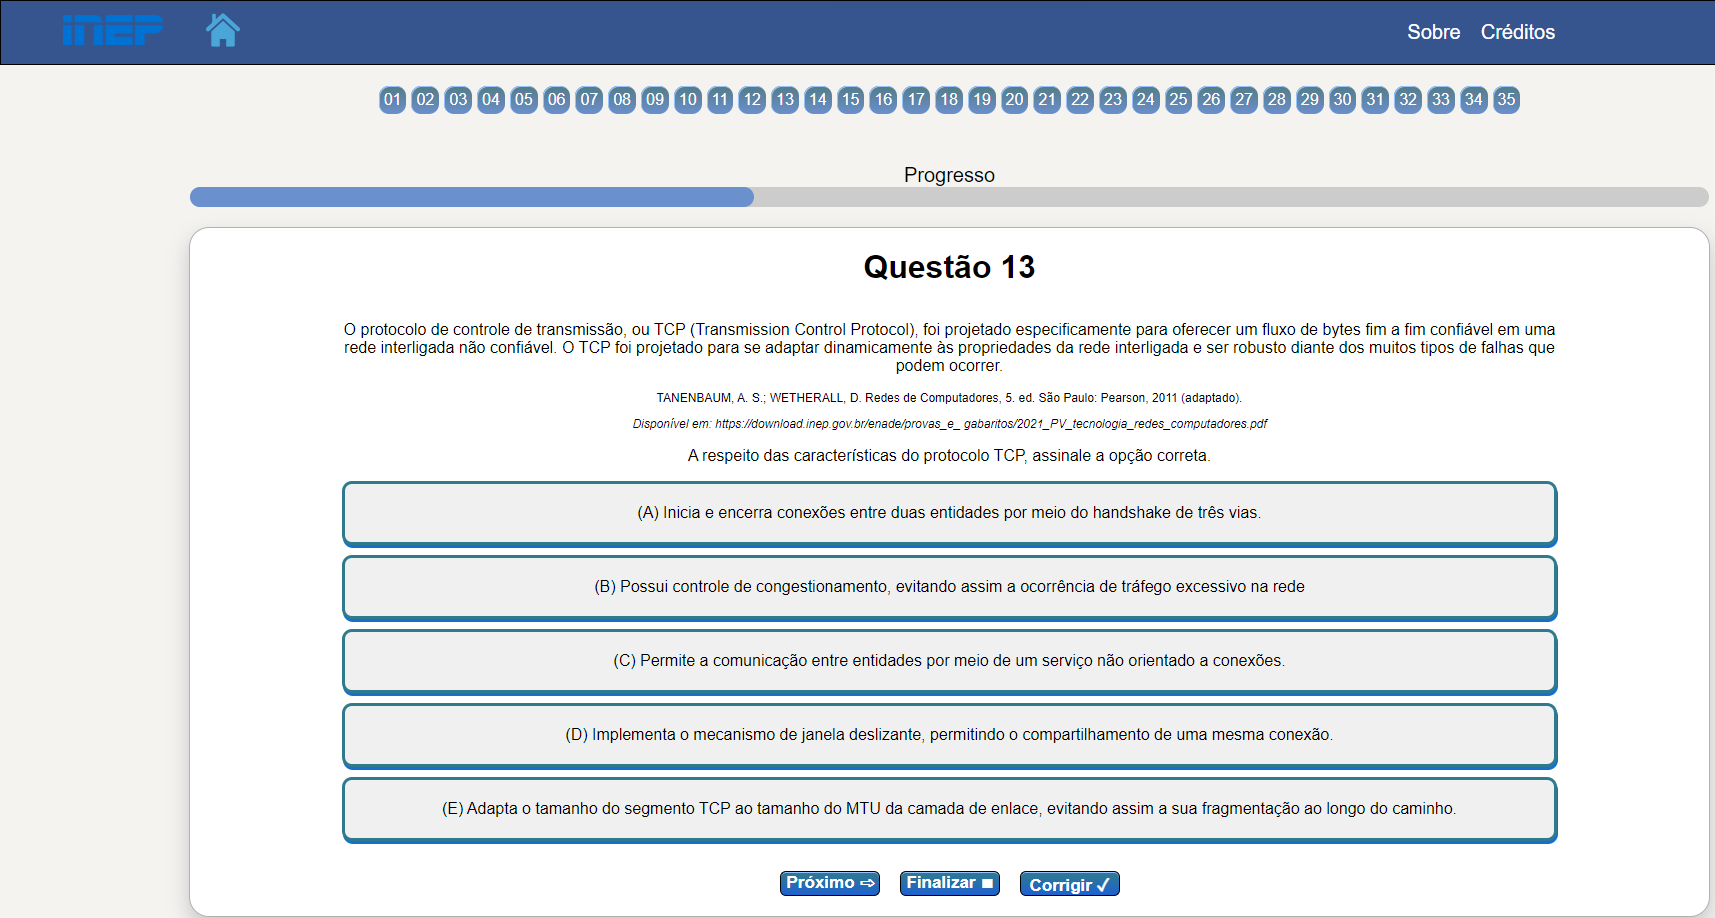 INEP
Sobre Créditos
01 02 03 04 05 06 07 08 09 10 11 12 13 14 15 16 17 18 19 20 21 22 23 24 25 26 27 28 29 30 31 32 33 34 35
Progresso
Questão 13
O protocolo de controle de transmissão, ou TCP (Transmission Control Protocol), foi projetado especificamente para oferecer um fluxo de bytes fim a fim confiável em uma
rede interligada não confiável. O TCP foi projetado para se adaptar dinamicamente às propriedades da rede interligada e ser robusto diante dos muitos tipos de falhas que
podem ocorrer.
TANENBAUM, A. S.; WETHERALL, D. Redes de Computadores, 5. ed. São Paulo: Pearson, 2011 (adaptado).
Disponível em: https://download.inep.gov.br/enade/provas_e_ gabaritos/2021_PV_tecnologia_redes_computadores.pdf
A respeito das características do protocolo TCP, assinale a opção correta.
(A) Inicia e encerra conexões entre duas entidades por meio do handshake de três vias.
(B) Possui controle de congestionamento, evitando assim a ocorrência de tráfego excessivo na rede
(C) Permite a comunicação entre entidades por meio de um serviço não orientado a conexões.
(D) Implementa o mecanismo de janela deslizante, permitindo o compartilhamento de uma mesma conexão.
(E) Adapta o tamanho do segmento TCP ao tamanho do MTU da camada de enlace, evitando assim a sua fragmentação ao longo do caminho.
Próximo ⇨ Finalizar ■ Corrigir ✓